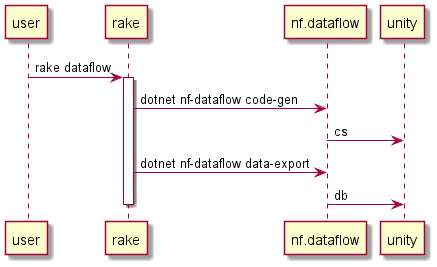 user
rake
nf.dataflow
unity
rake dataflow
dotnet nf-dataflow code-gen
cs
dotnet nf-dataflow data-export
db
user
rake
nf.dataflow
unity